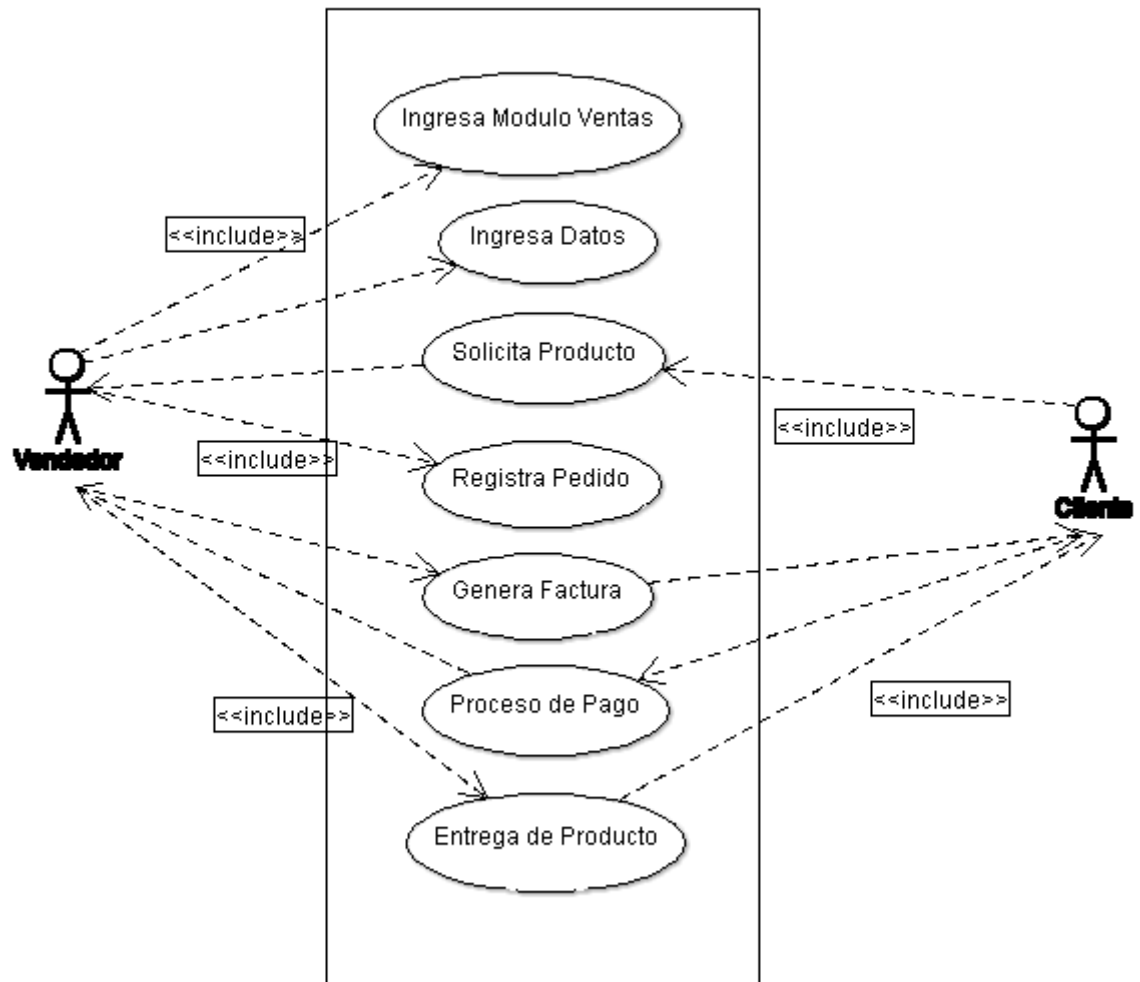 Ingresa Modulo Ventas
<<include>>
Ingresa Datos
Solicita Producto
<<include>>
Vendedor
<<include>>
Registra Pedido
Cliente
Genera Factura
Proceso de Pago
<<include>>
<<include>>
Entrega de Producto